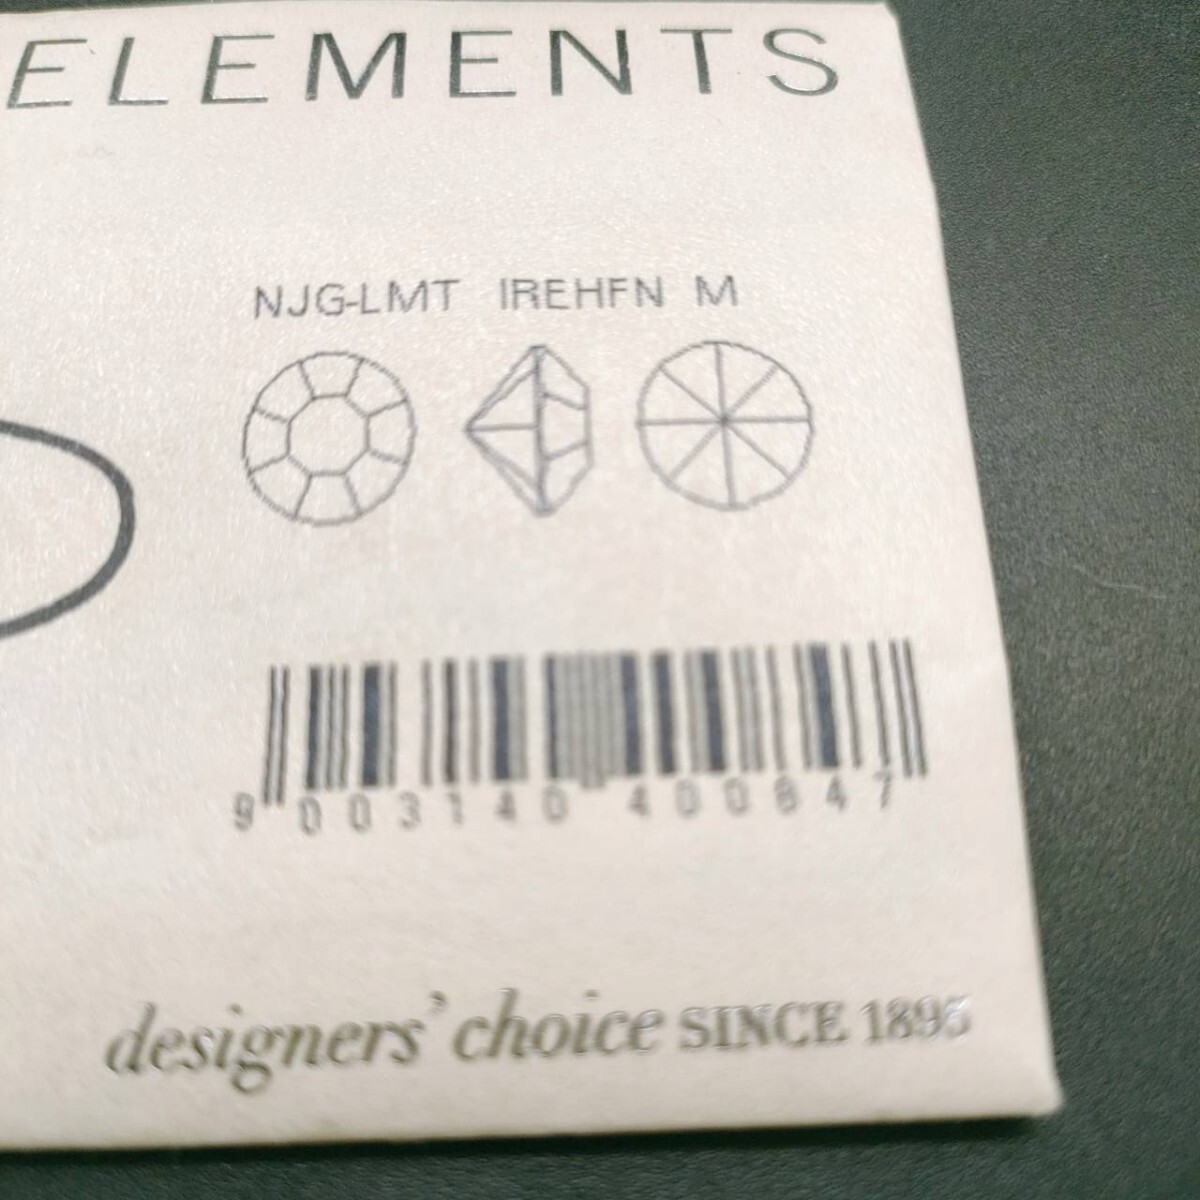 ELEMENTS
NJG-LMT IREHFN M
9 003140 400847
designers' choice SINCE 1895